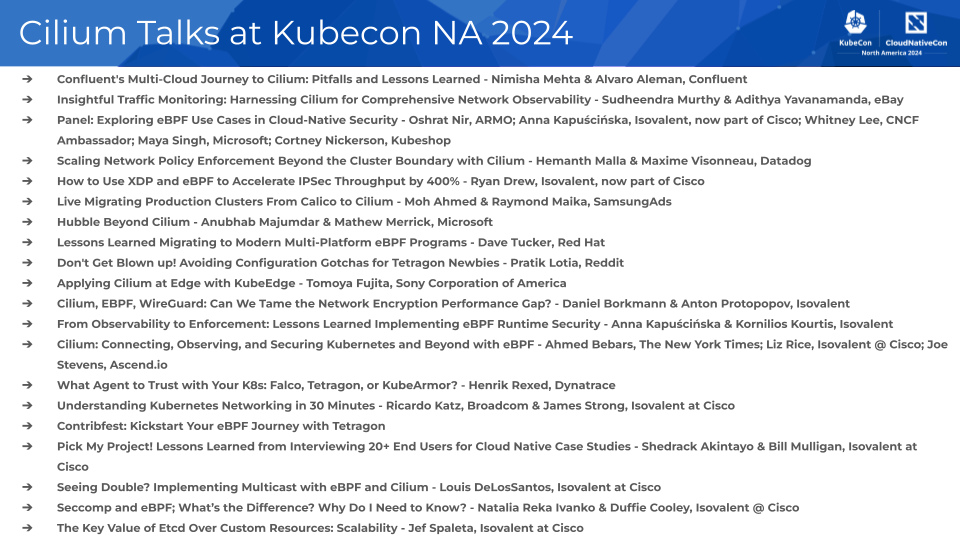 Cilium Talks at Kubecon NA 2024
KubeCon
CloudNativeCon
North America 2024
➔ Confluent's Multi-Cloud Journey to Cilium: Pitfalls and Lessons Learned - Nimisha Mehta & Alvaro Aleman, Confluent
➔ Insightful Traffic Monitoring: Harnessing Cilium for Comprehensive Network Observability - Sudheendra Murthy & Adithya Yavanamanda, eBay
➔ Panel: Exploring eBPF Use Cases in Cloud-Native Security - Oshrat Nir, ARMO; Anna Kapuścińska, Isovalent, now part of Cisco; Whitney Lee, CNCF
Ambassador; Maya Singh, Microsoft; Cortney Nickerson, Kubeshop
➔ Scaling Network Policy Enforcement Beyond the Cluster Boundary with Cilium - Hemanth Malla & Maxime Visonneau, Datadog
➔ How to Use XDP and eBPF to Accelerate IPSec Throughput by 400% - Ryan Drew, Isovalent, now part of Cisco
➔ Live Migrating Production Clusters From Calico to Cilium - Moh Ahmed & Raymond Maika, SamsungAds
➔ Hubble Beyond Cilium - Anubhab Majumdar & Mathew Merrick, Microsoft
➔ Lessons Learned Migrating to Modern Multi-Platform eBPF Programs - Dave Tucker, Red Hat
➔ Don't Get Blown up! Avoiding Configuration Gotchas for Tetragon Newbies - Pratik Lotia, Reddit
➔ Applying Cilium at Edge with KubeEdge - Tomoya Fujita, Sony Corporation of America
➔ Cilium, EBPF, WireGuard: Can We Tame the Network Encryption Performance Gap? - Daniel Borkmann & Anton Protopopov, Isovalent
➔ From Observability to Enforcement: Lessons Learned Implementing eBPF Runtime Security - Anna Kapuścińska & Kornilios Kourtis, Isovalent
➔ Cilium: Connecting, Observing, and Securing Kubernetes and Beyond with eBPF - Ahmed Bebars, The New York Times; Liz Rice, Isovalent @ Cisco; Joe
Stevens, Ascend.io
➔ What Agent to Trust with Your K8s: Falco, Tetragon, or KubeArmor? - Henrik Rexed, Dynatrace
➔ Understanding Kubernetes Networking in 30 Minutes - Ricardo Katz, Broadcom & James Strong, Isovalent at Cisco
➔ Contribfest: Kickstart Your eBPF Journey with Tetragon
➔ Pick My Project! Lessons Learned from Interviewing 20+ End Users for Cloud Native Case Studies - Shedrack Akintayo & Bill Mulligan, Isovalent at
Cisco
➔ Seeing Double? Implementing Multicast with eBPF and Cilium - Louis DeLosSantos, Isovalent at Cisco
➔ Seccomp and eBPF; What’s the Difference? Why Do I Need to Know? - Natalia Reka Ivanko & Duffie Cooley, Isovalent @ Cisco
➔ The Key Value of Etcd Over Custom Resources: Scalability - Jef Spaleta, Isovalent at Cisco